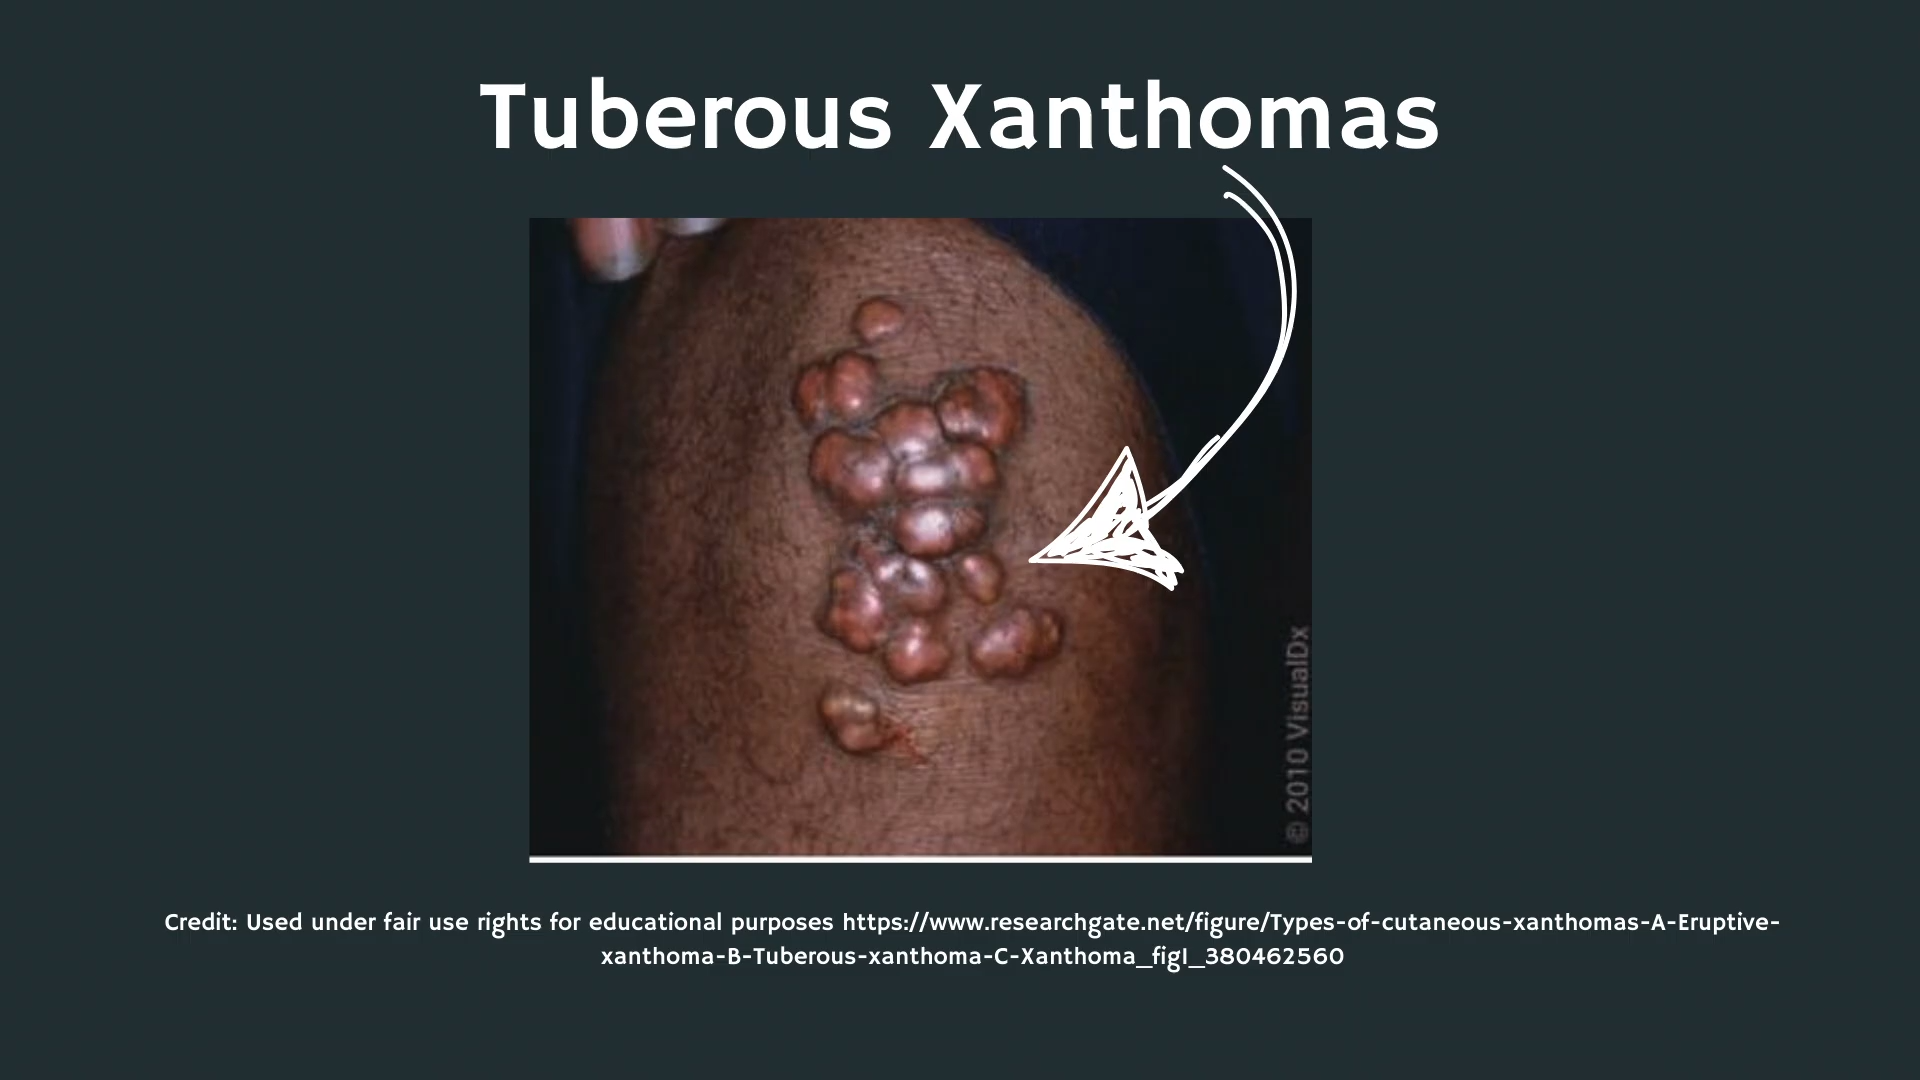 Tuberous Xanthomas
© 2010 VisualDx
Credit: Used under fair use rights for educational purposes https://www.researchgate.net/figure/Types-of-cutaneous-xanthomas-A-Eruptive-
xanthoma-B-Tuberous-xanthoma-C-Xanthoma_fig1_380462560